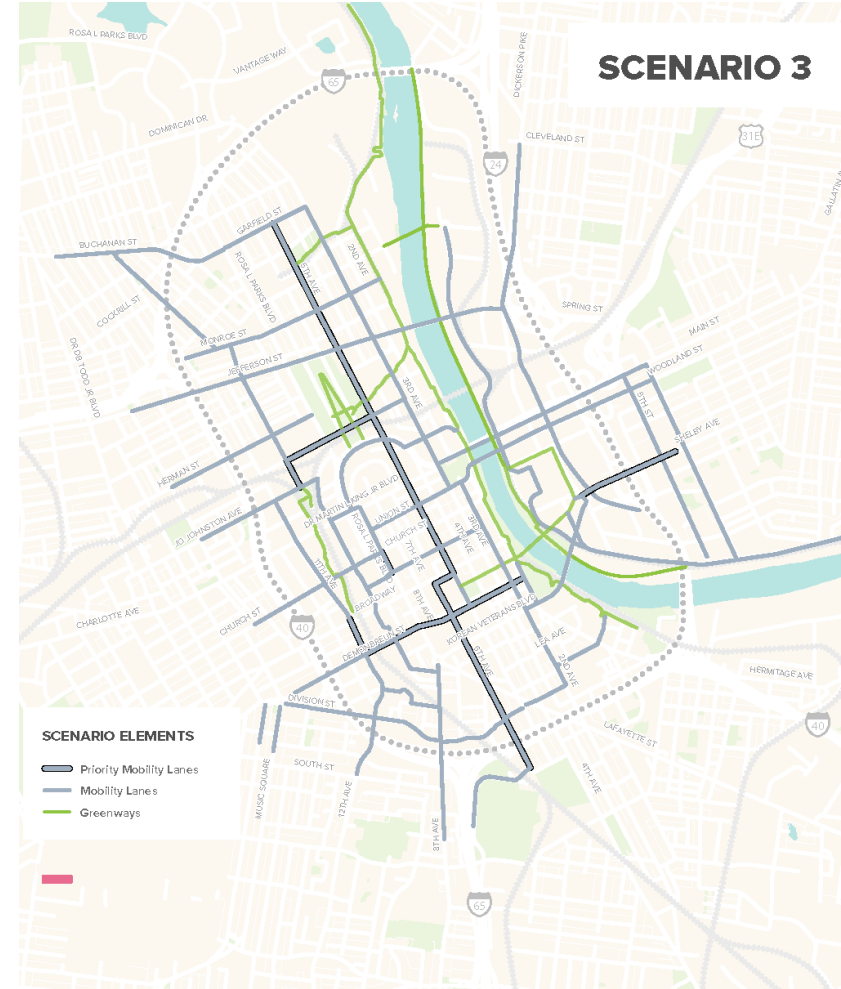 SCENARIO 3
ROSA L PARKS BLVD
VANTAGE WAY
DICKERSON PIKE
65
DOMINICAN DR
31E
CLEVELAND ST
24
GALLATIN A
GARFIELD ST
BUCHANAN ST
2ND AVE
5TH AVE
ROSA L PARKS BLVD
COCKRILL ST
SPRING ST
MAIN ST
MONROE ST
WOODLAND ST
JEFFERSON ST
DR DB TODD JR BLVD
3RD AVE
5TH ST
SHELBY AVE
HERMAN ST
DR MARTIN L KING JR BLVD
JO JOHNSTON AVE
UNION ST
ROSA L PARKS BLVD
CHURCH ST
4TH AVE
3RD AVE
7TH AVE
11TH AVE
BROADWAY
8TH AVE
CHARLOTTE AVE
CHURCH ST
40
KOREAN VETERANS BLVD
DEMONBREUN ST
LEA AVE
5TH AVE
2ND AVE
HERMITAGE AVE
DIVISION ST
LAFAYETTE ST
40
SCENARIO ELEMENTS
Priority Mobility Lanes
Mobility Lanes
Greenways
MUSIC SQUARE
SOUTH ST
12TH AVE
8TH AVE
4TH AVE
65